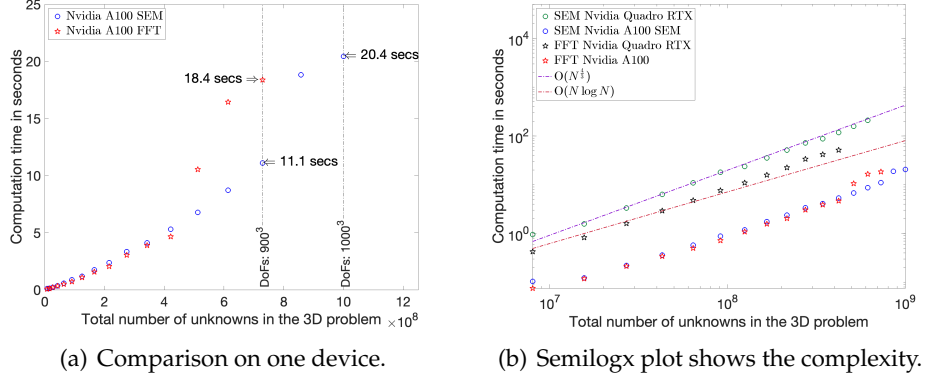 Computation time in seconds
25
20
15
10
5
0
Nvidia A100 SEM
Nvidia A100 FFT
18.4 secs ⇒
⇐ 20.4 secs
⇐ 11.1 secs
DoFs: 900³
DoFs: 1000³
0 2 4 6 8 10 12
Total number of unknowns in the 3D problem ×10⁸
(a) Comparison on one device.
Computation time in seconds
10⁴
10²
10⁰
SEM Nvidia Quadro RTX
SEM Nvidia A100 SEM
FFT Nvidia Quadro RTX
FFT Nvidia A100
O(N^{4/3})
O(N log N)
10⁷ 10⁸ 10⁹
Total number of unknowns in the 3D problem
(b) Semilogx plot shows the complexity.